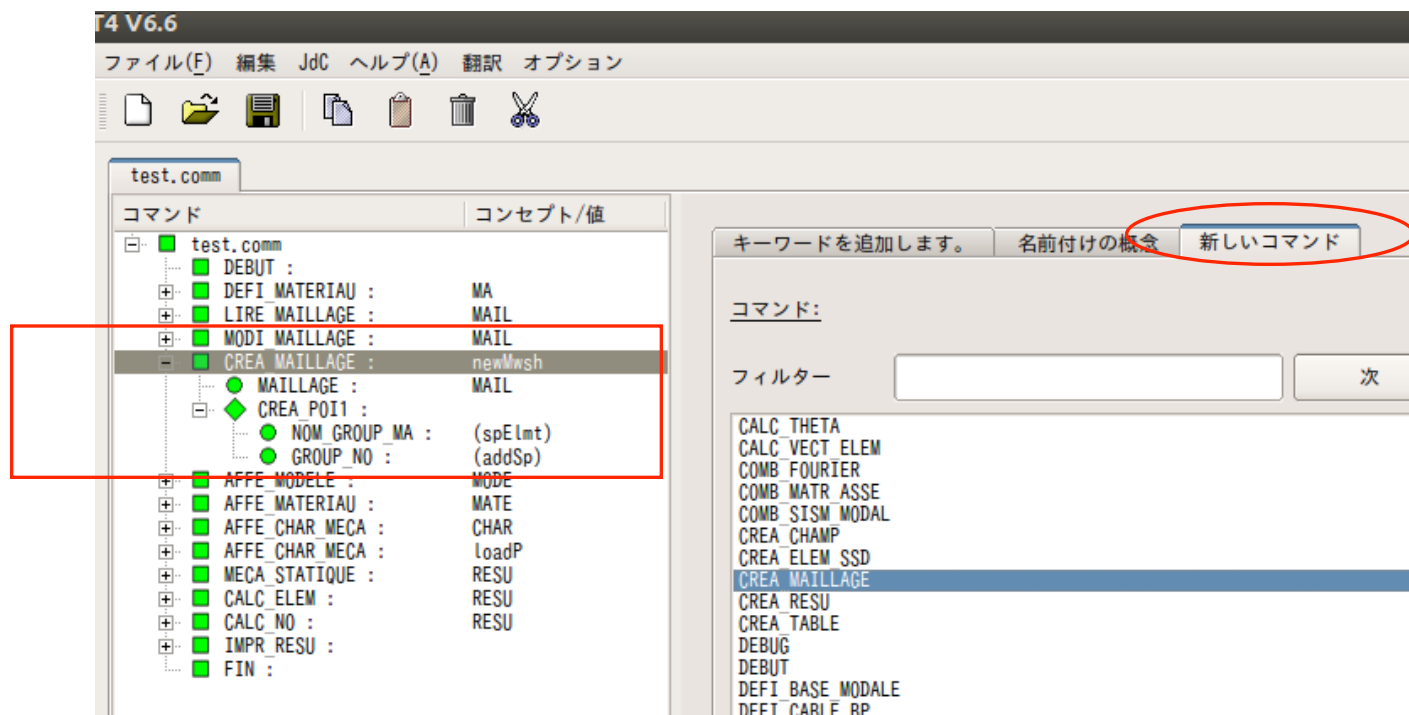 T4 V6.6
ファイル(F) 編集 JdC ヘルプ(A) 翻訳 オプション
test.comm
コマンド コンセプト/値
test.comm
DEBUT :
DEFI_MATERIAU : MA
LIRE_MAILLAGE : MAIL
MODI_MAILLAGE : MAIL
CREA_MAILLAGE : newMwsh
MAILLAGE : MAIL
CREA_POI1 :
NOM_GROUP_MA : (spElmt)
GROUP_NO : (addSp)
AFFE_MODELE : MODE
AFFE_MATERIAU : MATE
AFFE_CHAR_MECA : CHAR
AFFE_CHAR_MECA : loadP
MECA_STATIQUE : RESU
CALC_ELEM : RESU
CALC_NO : RESU
IMPR_RESU :
FIN :
キーワードを追加します。 名前付けの概念 新しいコマンド
コマンド:
フィルター 次
CALC_THETA
CALC_VECT_ELEM
COMB_FOURIER
COMB_MATR_ASSE
COMB_SISM_MODAL
CREA_CHAMP
CREA_ELEM_SSD
CREA_MAILLAGE
CREA_RESU
CREA_TABLE
DEBUG
DEBUT
DEFI_BASE_MODALE
DEFI_CABLE_BP